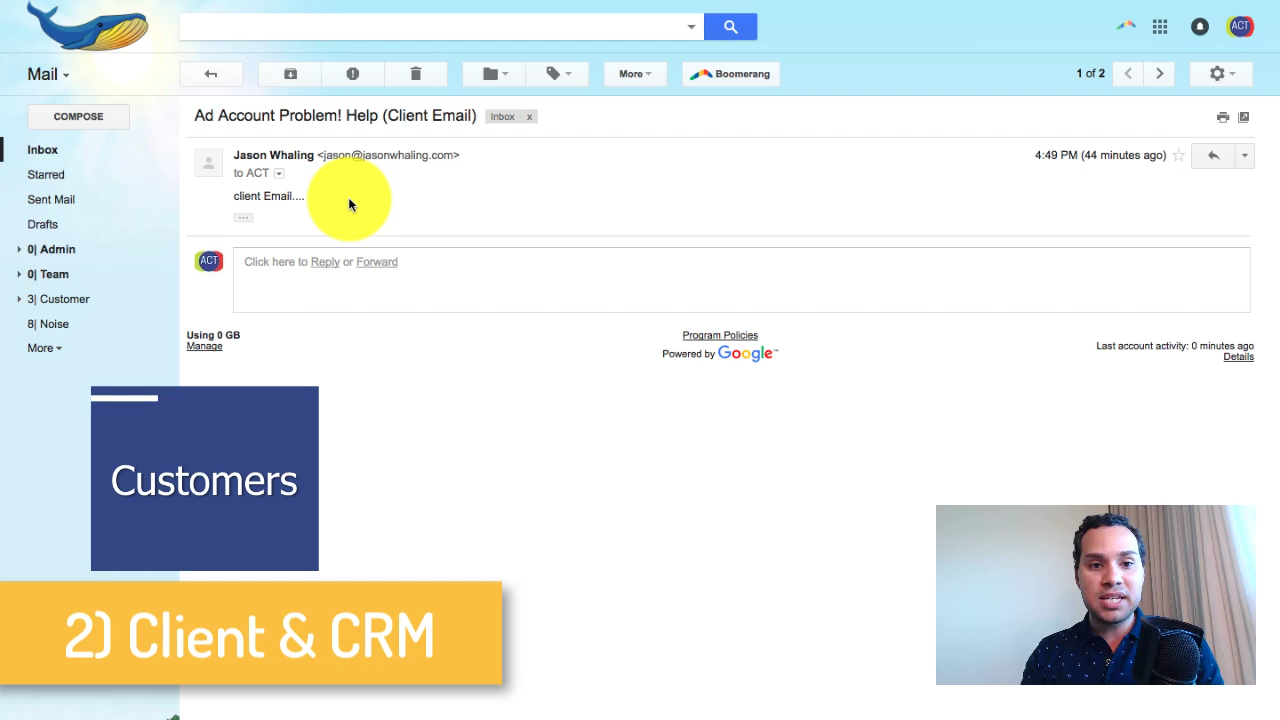 Mail
More
Boomerang
1 of 2
ACT
COMPOSE
Inbox
Starred
Sent Mail
Drafts
0| Admin
0| Team
3| Customer
8| Noise
More
Ad Account Problem! Help (Client Email)
Inbox x
Jason Whaling <jason@jasonwhaling.com>
4:49 PM (44 minutes ago)
to ACT
client Email....
...
ACT
Click here to Reply or Forward
Using 0 GB
Manage
Program Policies
Powered by Google™
Last account activity: 0 minutes ago
Details
Customers
2) Client & CRM